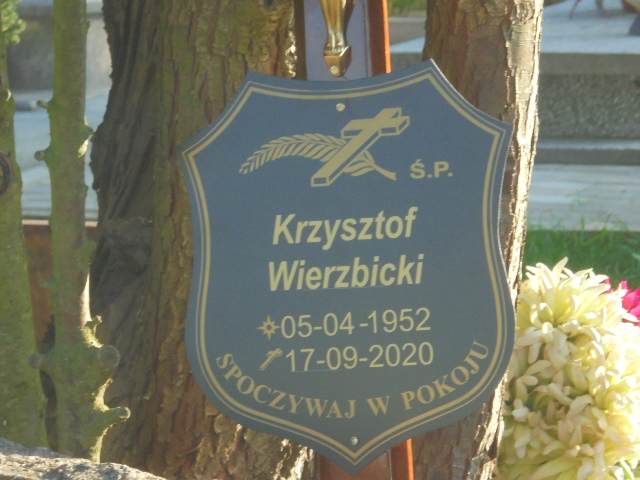 Ś.P.
Krzysztof
Wierzbicki
05-04-1952
17-09-2020
SPOCZYWAJ W POKOJU